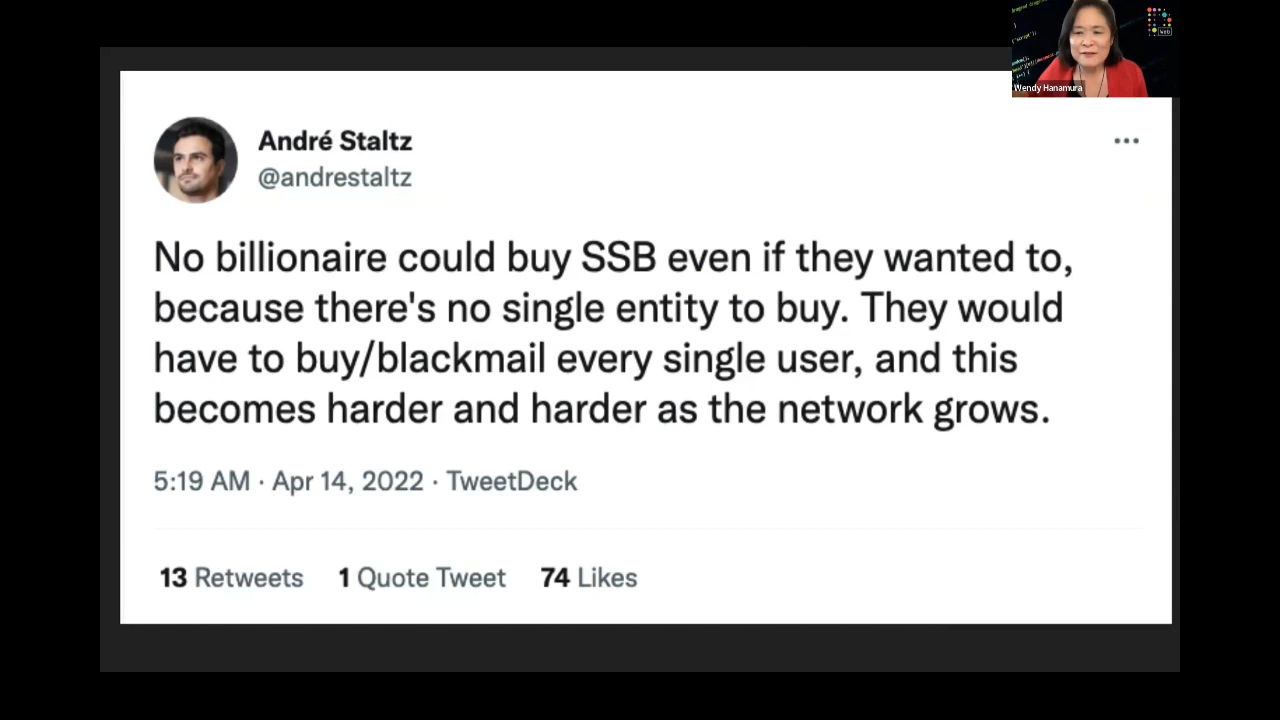 André Staltz
@andrestaltz
No billionaire could buy SSB even if they wanted to,
because there's no single entity to buy. They would
have to buy/blackmail every single user, and this
becomes harder and harder as the network grows.
5:19 AM · Apr 14, 2022 · TweetDeck
13 Retweets 1 Quote Tweet 74 Likes
Wendy Hanamura